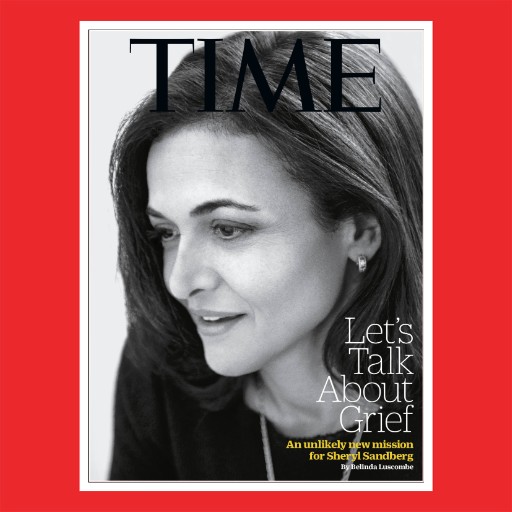 TIME
Let's
Talk
About
Grief
An unlikely new mission
for Sheryl Sandberg
By Belinda Luscombe